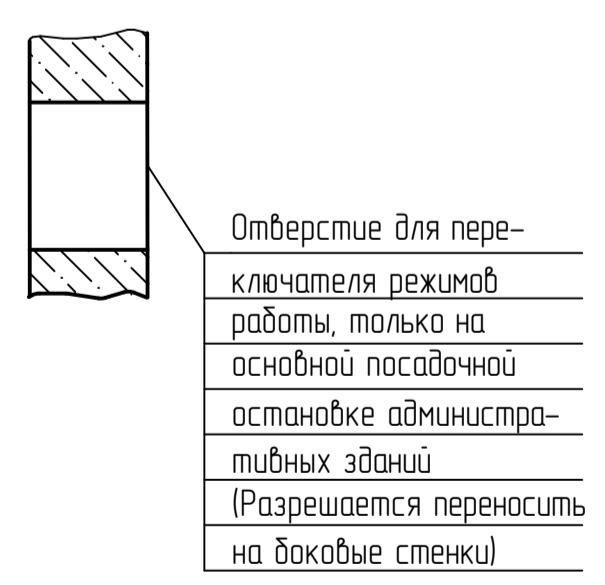 Отверстие для пере-
ключателя режимов
работы, только на
основной посадочной
остановке администра-
тивных зданий
(Разрешается переносить
на боковые стенки)